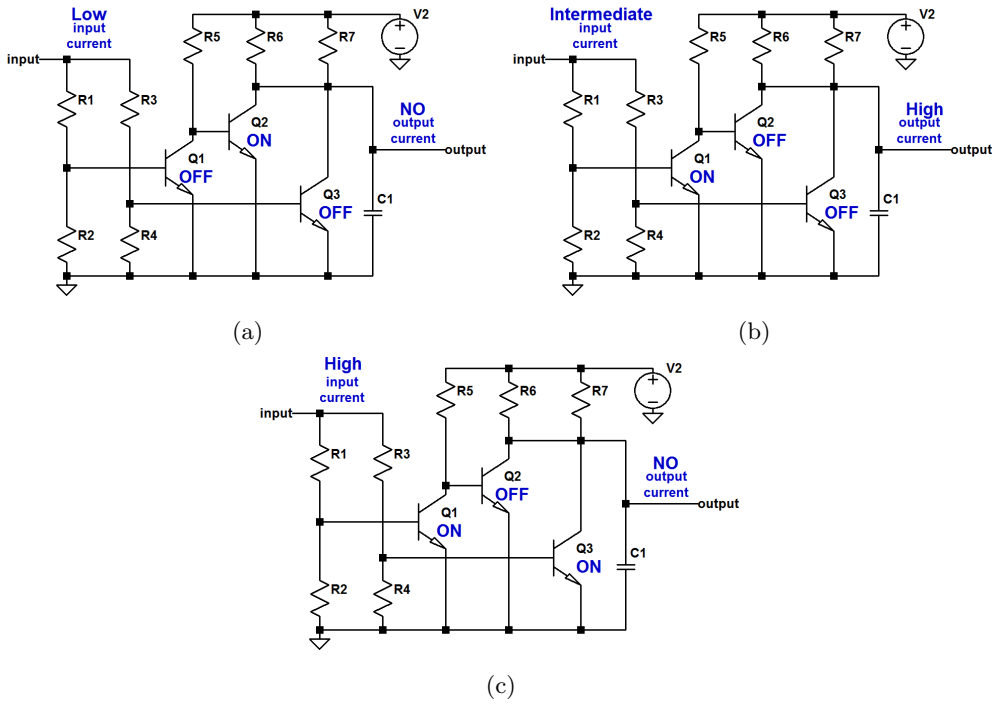 Low
input
current
input
R1
R3
R2
R4
R5
R6
R7
V2
Q1
OFF
Q2
ON
Q3
OFF
C1
NO
output
current
output
(a)
Intermediate
input
current
input
R1
R3
R2
R4
R5
R6
R7
V2
Q1
ON
Q2
OFF
Q3
OFF
C1
High
output
current
output
(b)
High
input
current
input
R1
R3
R2
R4
R5
R6
R7
V2
Q1
ON
Q2
OFF
Q3
ON
C1
NO
output
current
output
(c)